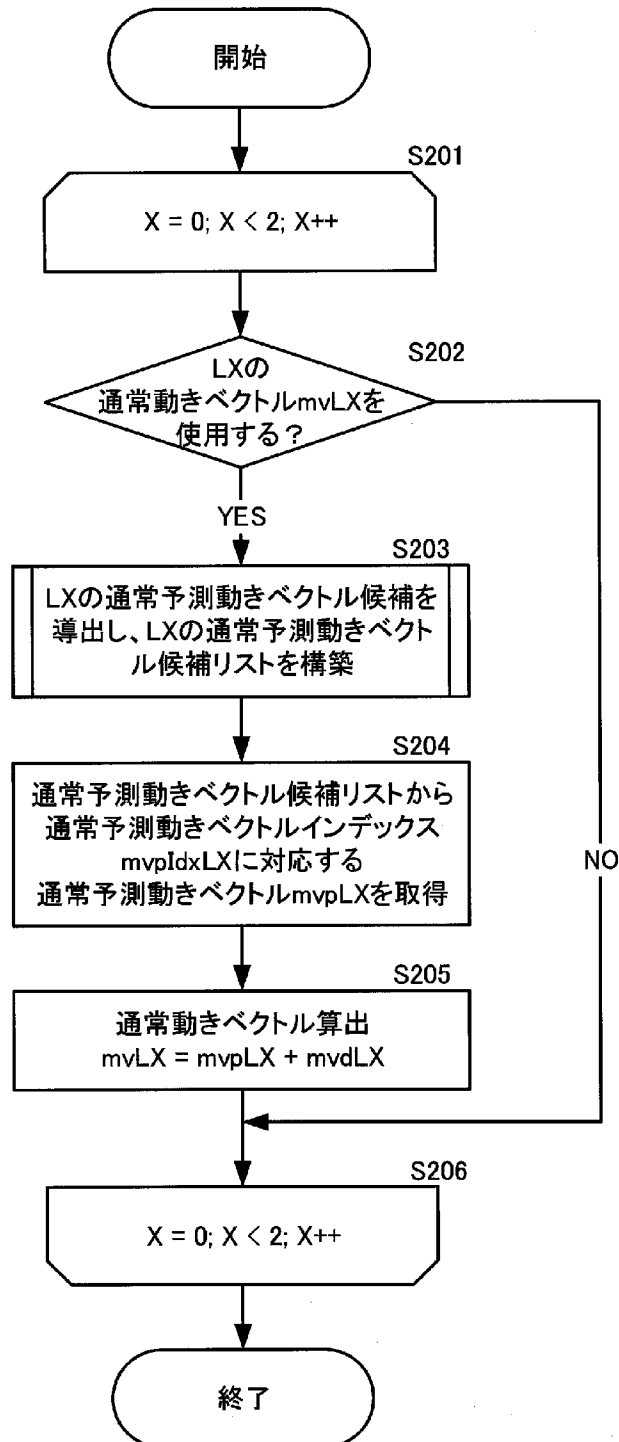 開始
S201
X = 0; X < 2; X++
S202
LXの
通常動きベクトルmvLXを
使用する？
YES
S203
LXの通常予測動きベクトル候補を
導出し、LXの通常予測動きベクト
ル候補リストを構築
S204
通常予測動きベクトル候補リストから
通常予測動きベクトルインデックス
mvpIdxLXに対応する
通常予測動きベクトルmvpLXを取得
NO
S205
通常動きベクトル算出
mvLX = mvpLX + mvdLX
S206
X = 0; X < 2; X++
終了